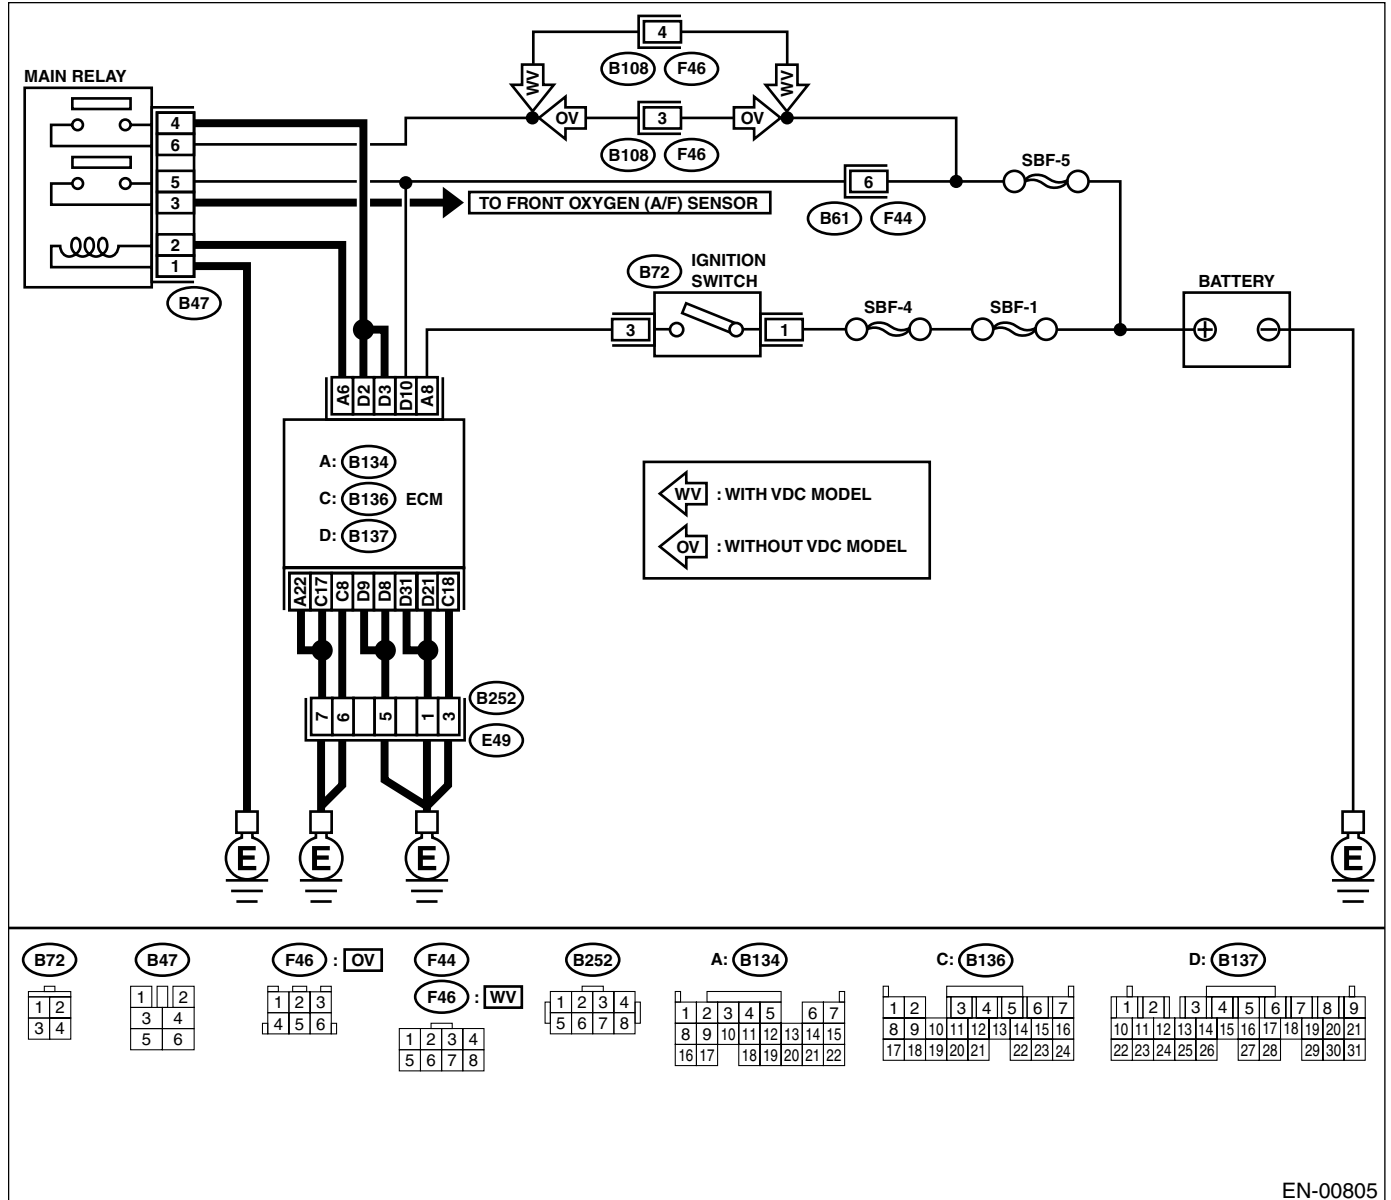 4
B108 F46
WV WV
MAIN RELAY
4
6
5
3
2
1
B47
OV 3 OV
B108 F46
SBF-5
6
B61 F44
TO FRONT OXYGEN (A/F) SENSOR
B72 IGNITION SWITCH
3 1
SBF-4 SBF-1
BATTERY
+ −
A6 D2 D3 D10 A8
A: B134
C: B136 ECM
D: B137
WV : WITH VDC MODEL
OV : WITHOUT VDC MODEL
A22 C17 C8 D9 D8 D31 D21 C18
B252
7 6 5 1 3
E49
E E E E
B72
1 2
3 4
B47
1 2
3 4
5 6
F46 : OV
1 2 3
4 5 6
F44
F46 : WV
1 2 3 4
5 6 7 8
B252
1 2 3 4
5 6 7 8
A: B134
1 2 3 4 5 6 7
8 9 10 11 12 13 14 15
16 17 18 19 20 21 22
C: B136
1 2 3 4 5 6 7
8 9 10 11 12 13 14 15 16
17 18 19 20 21 22 23 24
D: B137
1 2 3 4 5 6 7 8 9
10 11 12 13 14 15 16 17 18 19 20 21
22 23 24 25 26 27 28 29 30 31
EN-00805